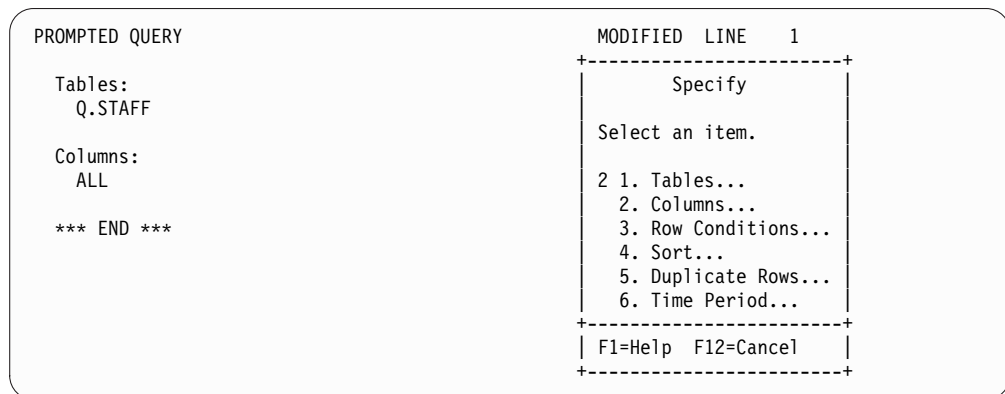 PROMPTED QUERY MODIFIED LINE 1
+------------------------+
Tables: | Specify |
Q.STAFF | |
| Select an item. |
Columns: | |
ALL | 2 1. Tables... |
| 2. Columns... |
*** END *** | 3. Row Conditions... |
| 4. Sort... |
| 5. Duplicate Rows... |
| 6. Time Period... |
+------------------------+
| F1=Help F12=Cancel |
+------------------------+